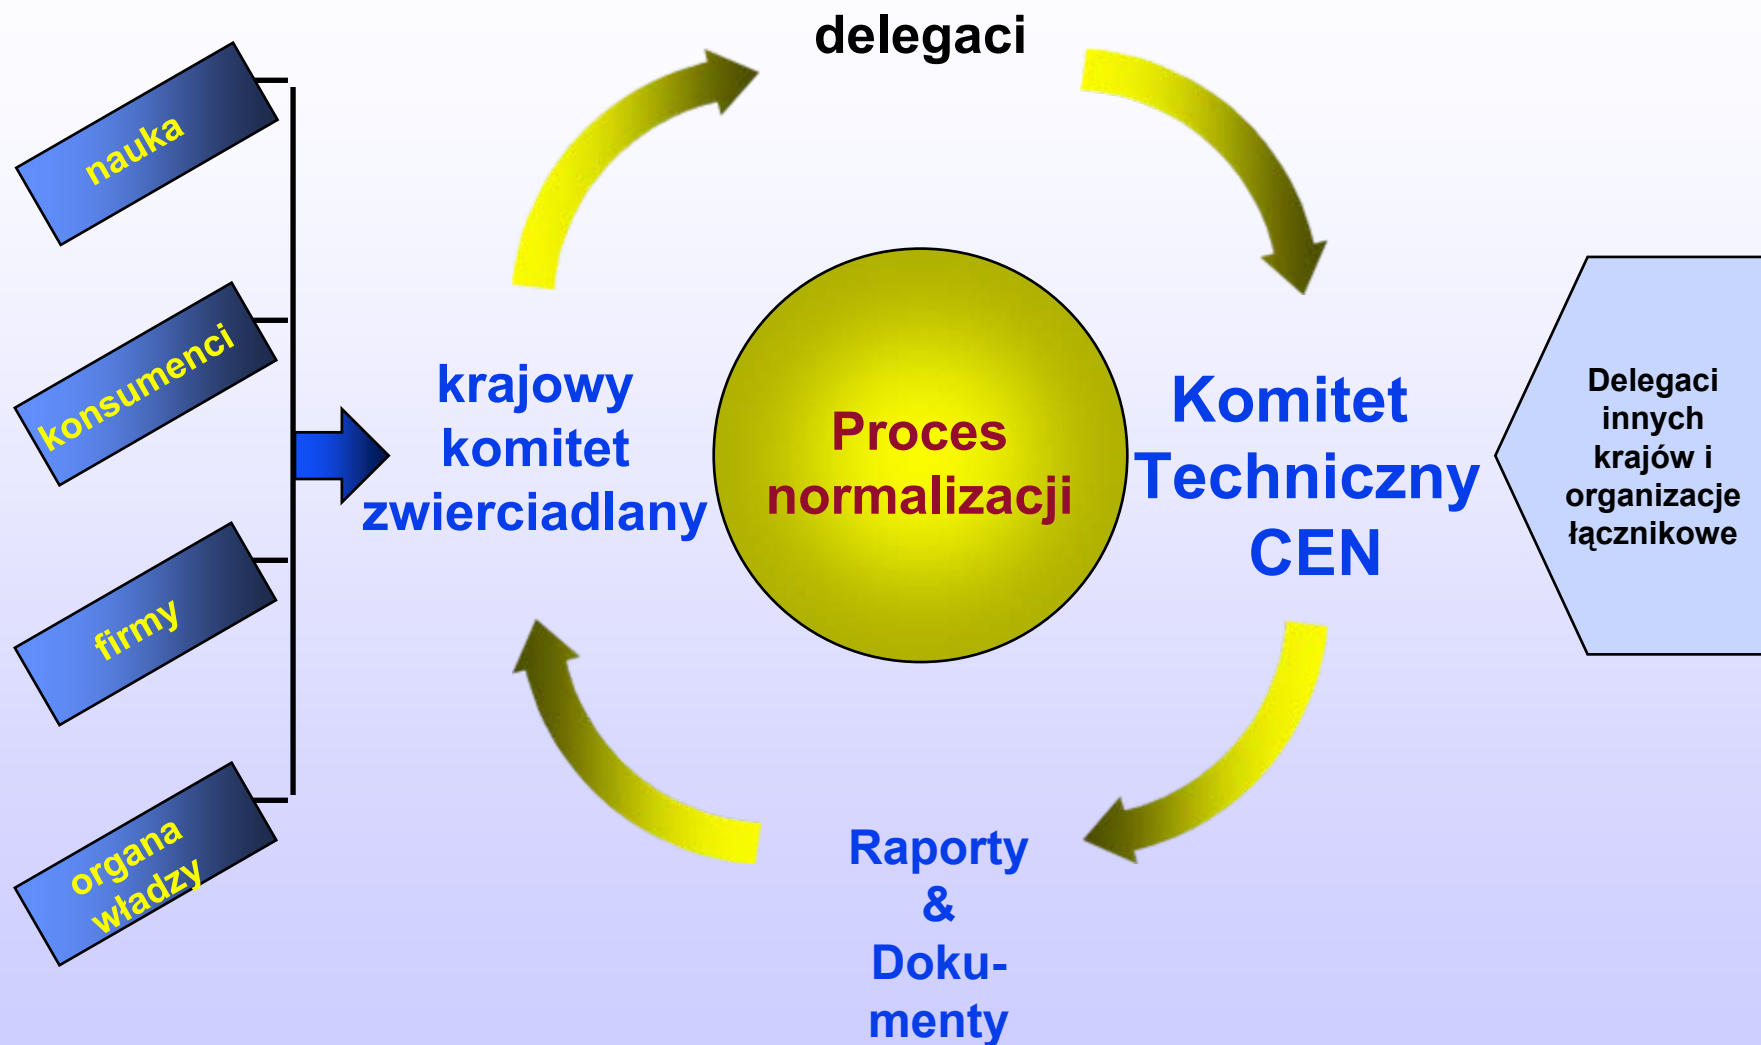 delegaci
nauka
konsumenci
firmy
organa
władzy
krajowy
komitet
zwierciadlany
Proces
normalizacji
Komitet
Techniczny
CEN
Delegaci
innych
krajów i
organizacje
łącznikowe
Raporty
&
Doku-
menty